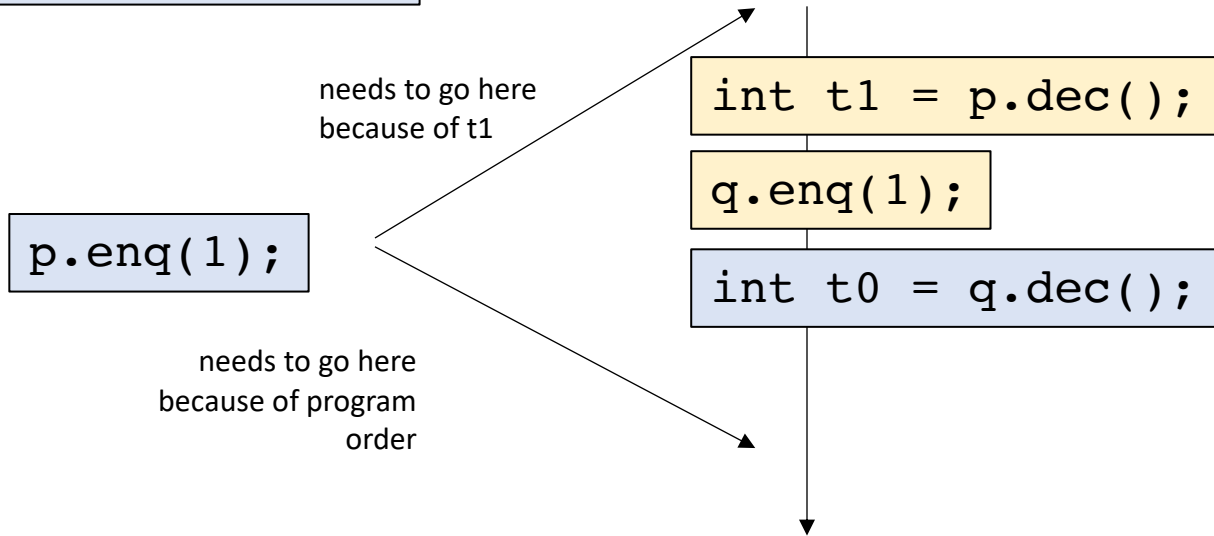 needs to go here
because of t1
int t1 = p.dec();
q.enq(1);
p.enq(1);
int t0 = q.dec();
needs to go here
because of program
order